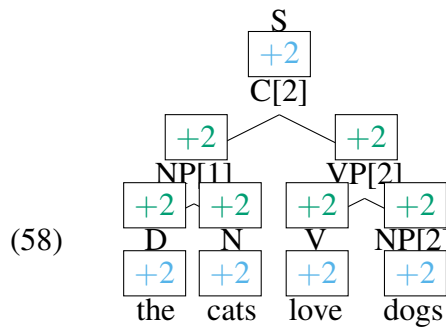 S
+2
C[2]
+2 +2
NP[1] VP[2]
+2 +2 +2 +2
(58) D N V NP[2
+2 +2 +2 +2
the cats love dogs